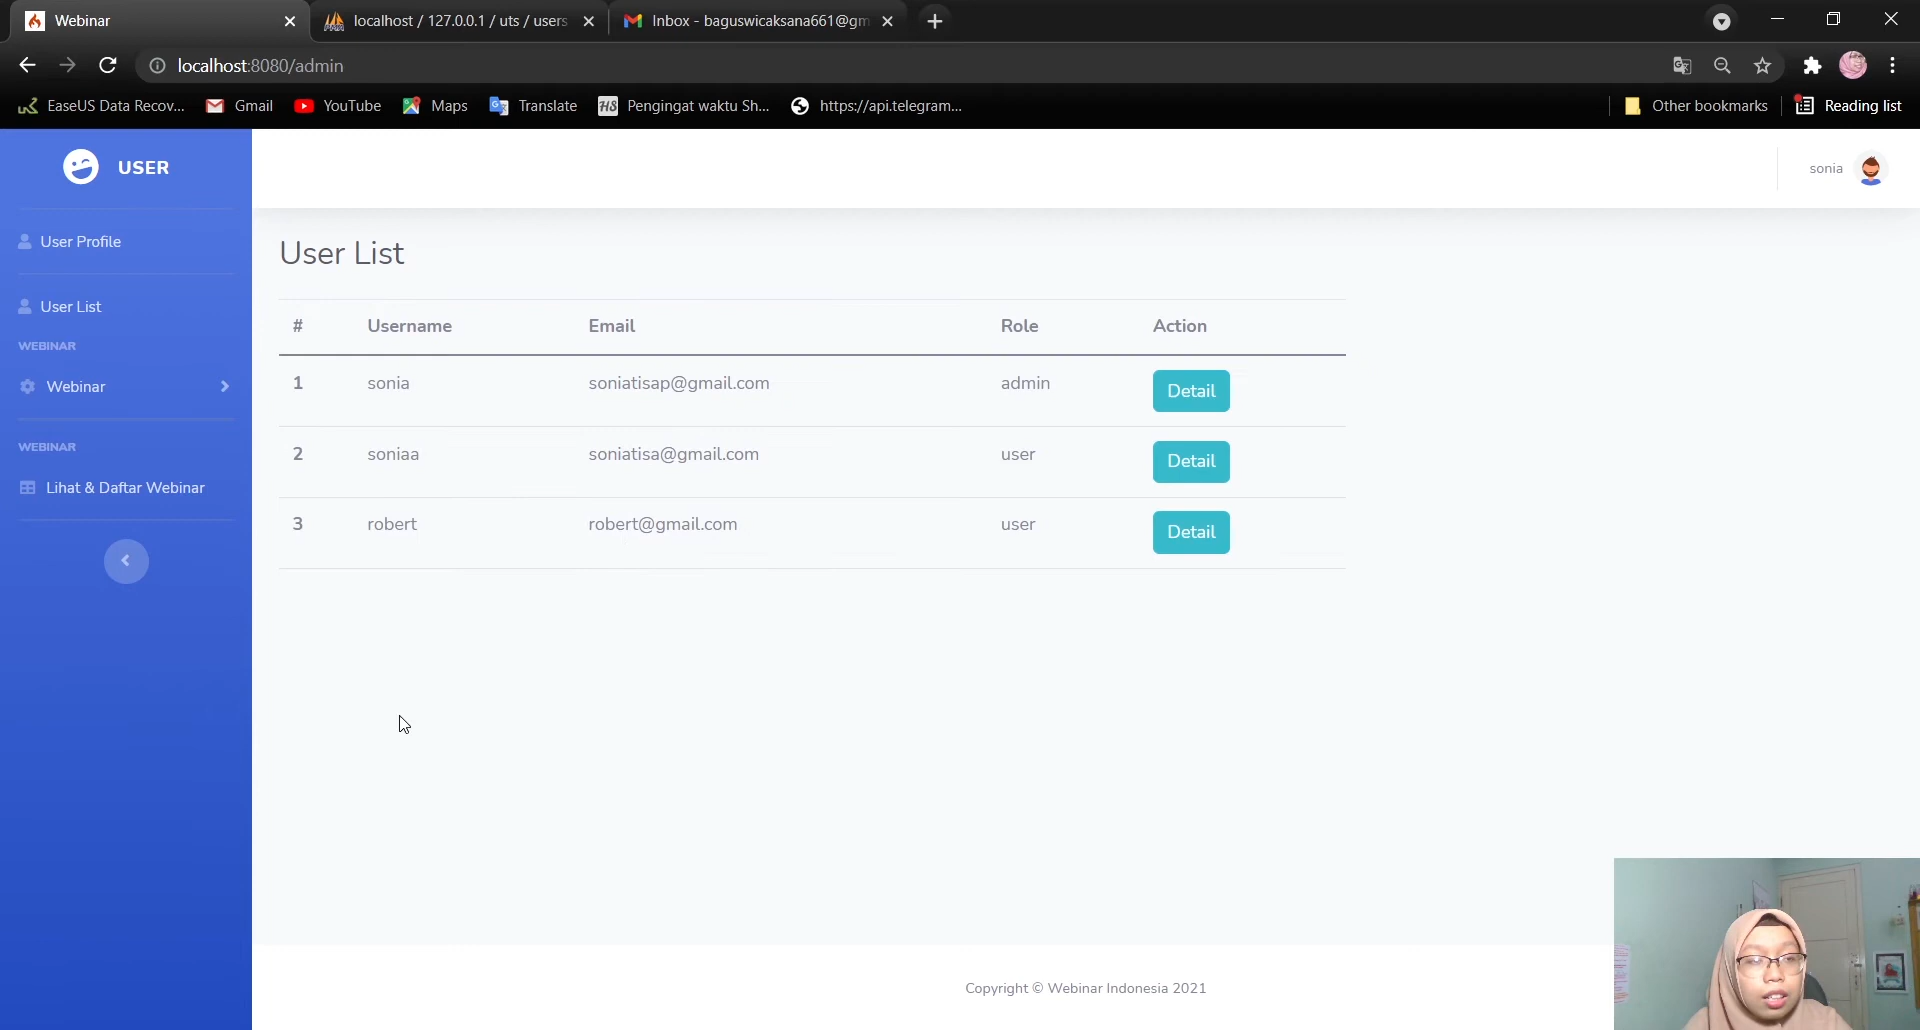 Webinar
localhost / 127.0.0.1 / uts / users
Inbox - baguswicaksana661@gm
localhost:8080/admin
EaseUS Data Recov...
Gmail
YouTube
Maps
Translate
HS
Pengingat waktu Sh...
https://api.telegram...
Other bookmarks
Reading list
USER
sonia
User Profile
User List
WEBINAR
Webinar
WEBINAR
Lihat & Daftar Webinar
User List
# Username Email Role Action
1 sonia soniatisap@gmail.com admin Detail
2 soniaa soniatisa@gmail.com user Detail
3 robert robert@gmail.com user Detail
Copyright © Webinar Indonesia 2021